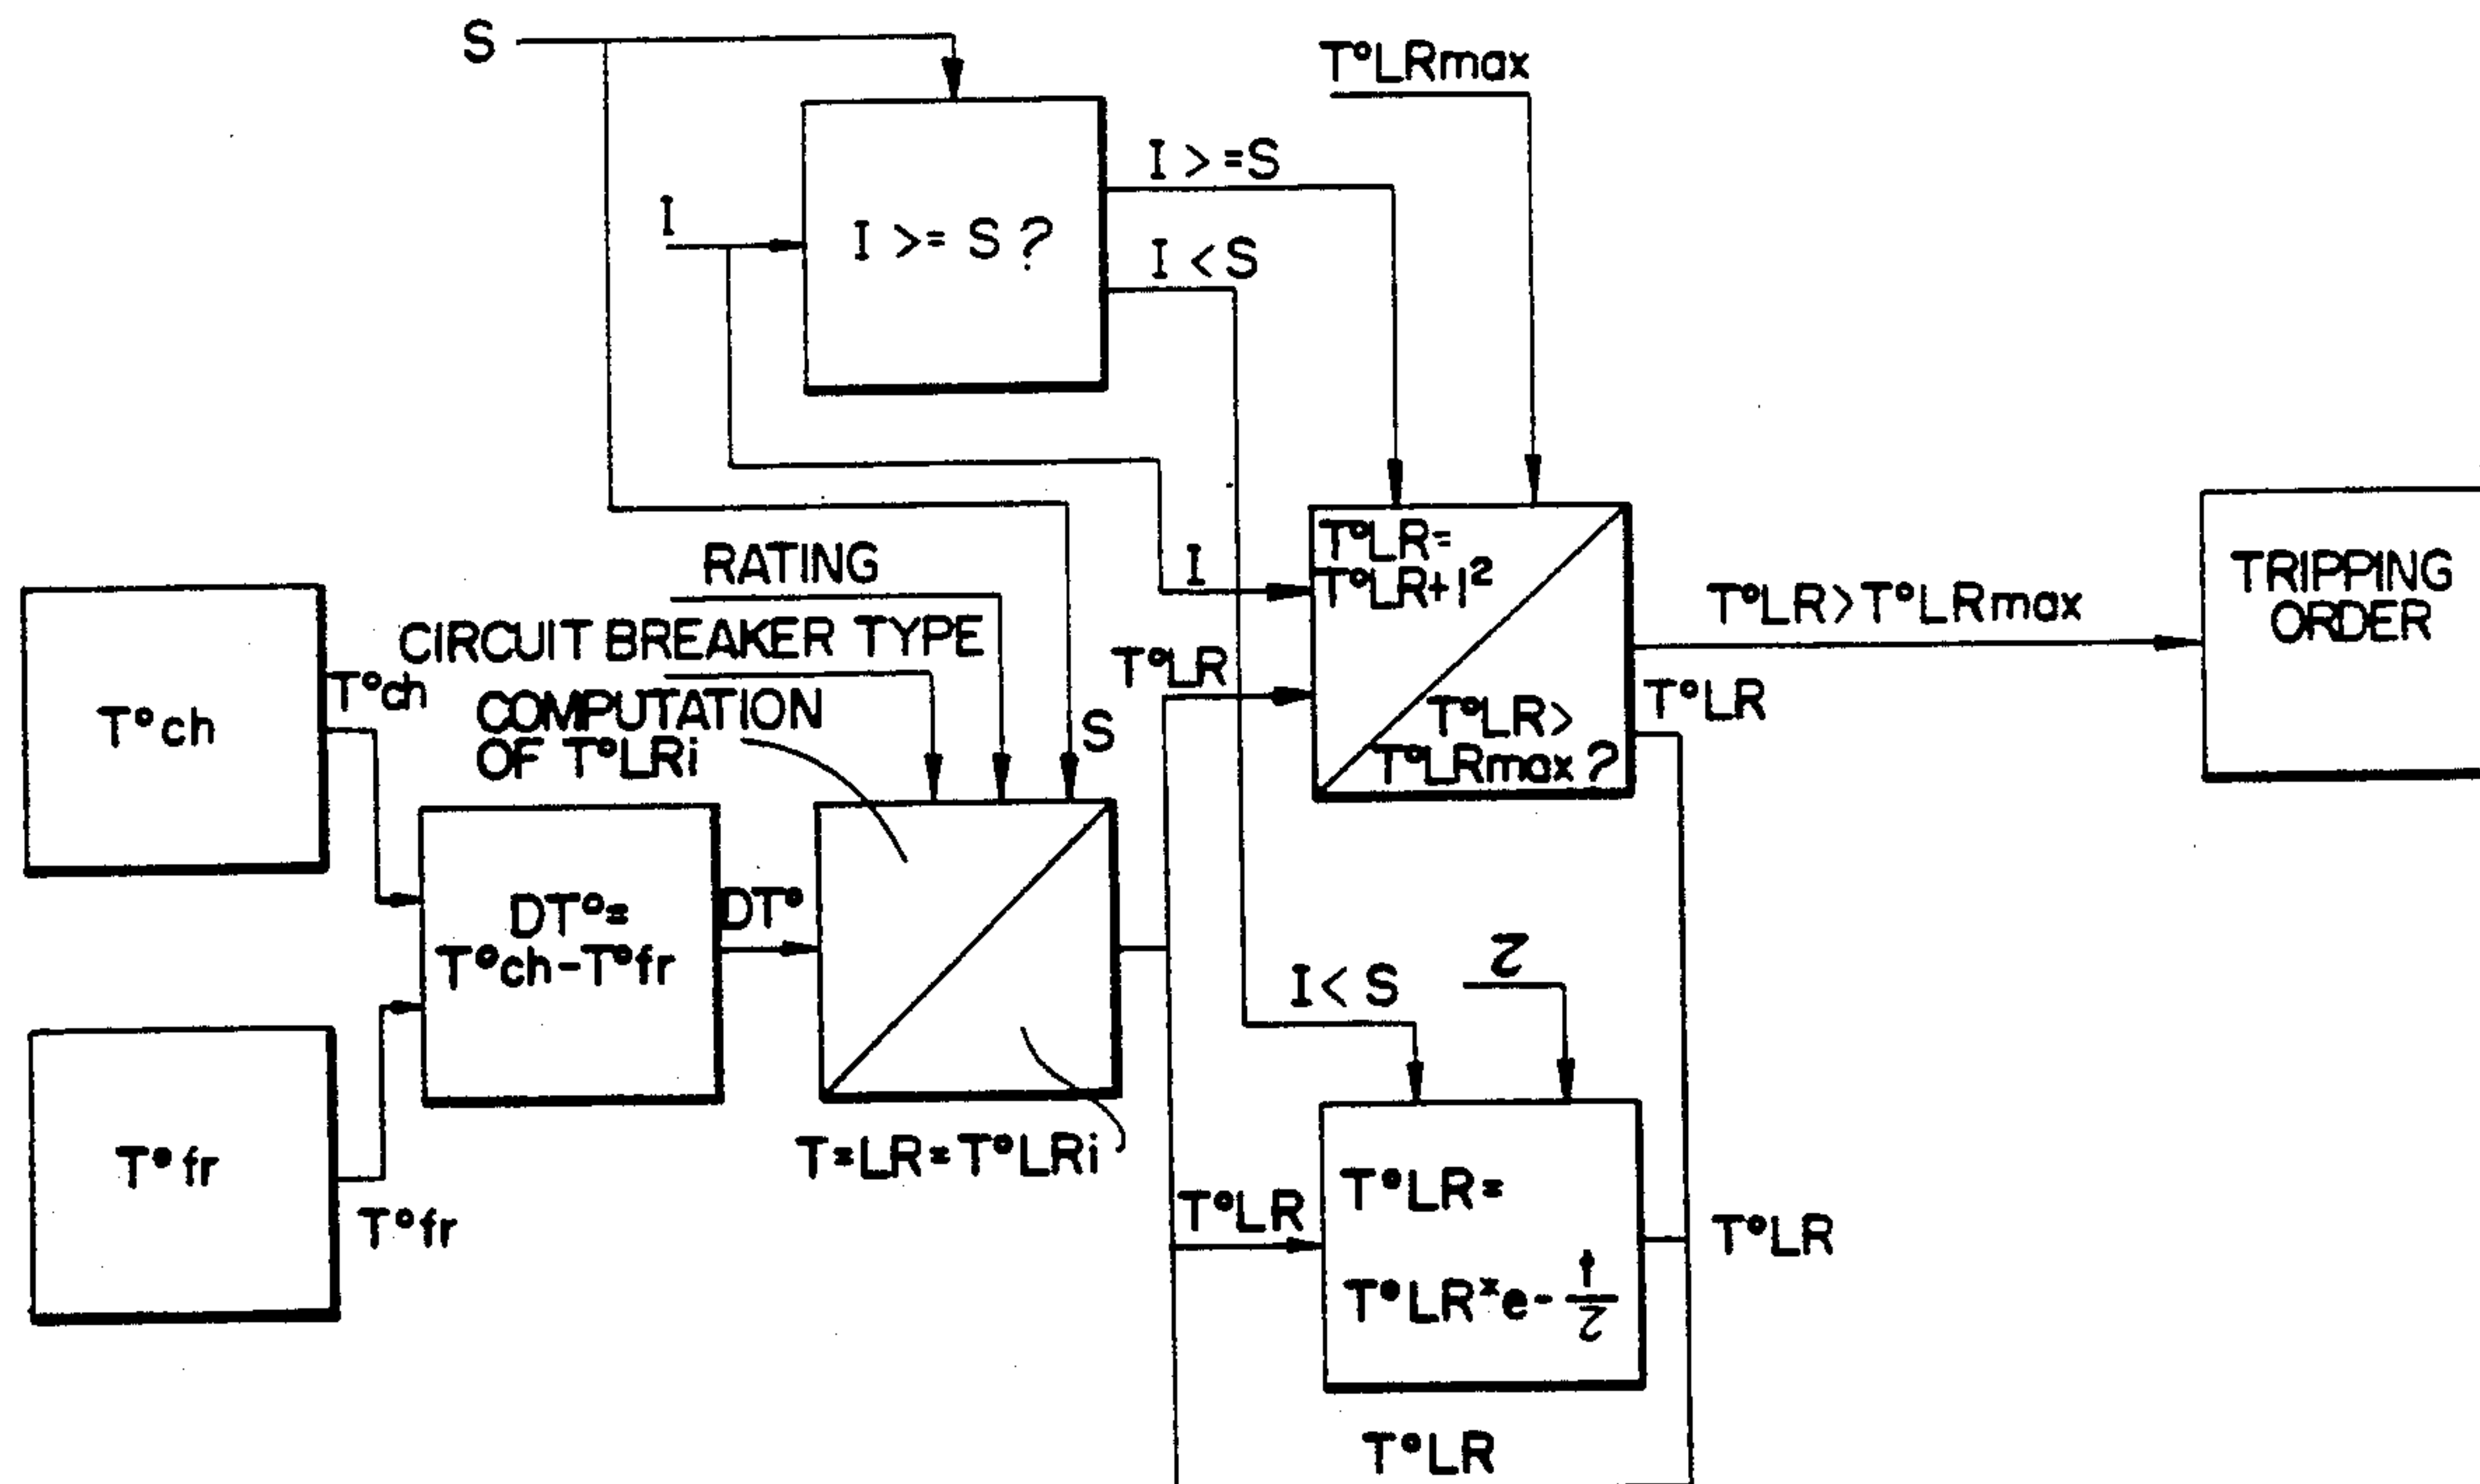 S
T°LRmax
I >=S
I
I >= S ?
I < S
T°LR=
T°LR+I²
RATING
I
TRIPPING
ORDER
T°LR>T°LRmax
CIRCUIT BREAKER TYPE
T°LR
T°ch
T°ch
COMPUTATION
OF T°LRi
S
T°LR>
T°LRmax ?
T°LR
DT°=
T°ch-T°fr
DT°
I< S
τ
T°fr
T°fr
T=LR=T°LRi
T°LR
T°LR=
T°LR*e- t/τ
T°LR
T°LR